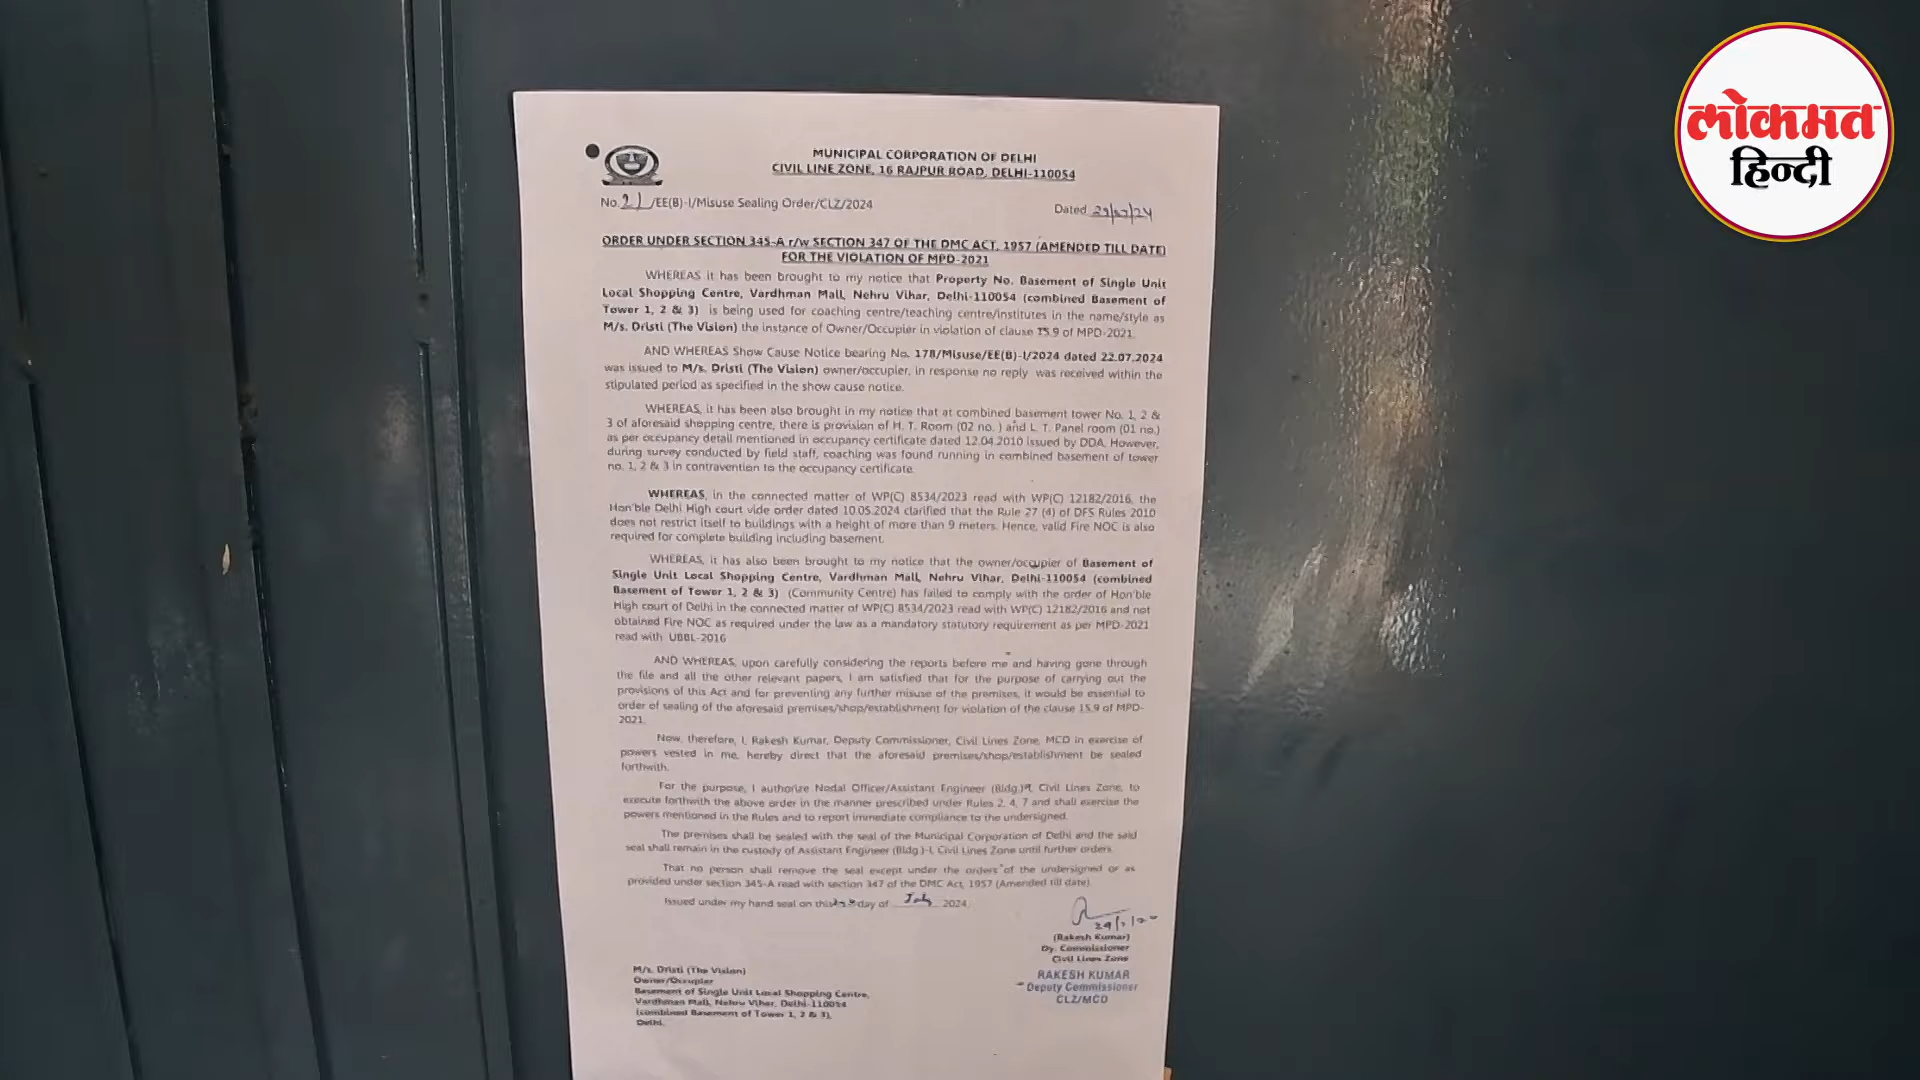 MUNICIPAL CORPORATION OF DELHI
CIVIL LINE ZONE, 16 RAJPUR ROAD, DELHI-110054
No. 21/EE(B)-I/Misuse Sealing Order/CLZ/2024
Dated 29/07/24
ORDER UNDER SECTION 345-A r/w SECTION 347 OF THE DMC ACT, 1957 (AMENDED TILL DATE)
FOR THE VIOLATION OF MPD-2021
WHEREAS it has been brought to my notice that Property No. Basement of Single Unit
Local Shopping Centre, Vardhman Mall, Nehru Vihar, Delhi-110054 (combined Basement of
Tower 1, 2 & 3) is being used for coaching centre/teaching centre/institutes in the name/style as
M/s. Dristi (The Vision) the instance of Owner/Occupier in violation of clause 15.9 of MPD-2021.
AND WHEREAS Show Cause Notice bearing No. 178/Misuse/EE(B)-I/2024 dated 22.07.2024
was issued to M/s. Dristi (The Vision) owner/occupier, in response no reply was received within the
stipulated period as specified in the show cause notice.
WHEREAS, it has been also brought in my notice that at combined basement tower No. 1, 2 &
3 of aforesaid shopping centre, there is provision of H. T. Room (02 no. ) and L. T. Panel room (01 no.)
as per occupancy detail mentioned in occupancy certificate dated 12.04.2010 issued by DDA. However,
during survey conducted by field staff, coaching was found running in combined basement of tower
no. 1, 2 & 3 in contravention to the occupancy certificate.
WHEREAS, in the connected matter of WP(C) 8534/2023 read with WP(C) 12182/2016, the
Hon'ble Delhi High court vide order dated 10.05.2024 clarified that the Rule 27 (4) of DFS Rules 2010
does not restrict itself to buildings with a height of more than 9 meters. Hence, valid Fire NOC is also
required for complete building including basement.
WHEREAS, it has also been brought to my notice that the owner/occupier of Basement of
Single Unit Local Shopping Centre, Vardhman Mall, Nehru Vihar, Delhi-110054 (combined
Basement of Tower 1, 2 & 3) (Community Centre) has failed to comply with the order of Hon'ble
High court of Delhi in the connected matter of WP(C) 8534/2023 read with WP(C) 12182/2016 and not
obtained Fire NOC as required under the law as a mandatory statutory requirement as per MPD-2021
read with UBBL-2016
AND WHEREAS, upon carefully considering the reports before me and having gone through
the file and all the other relevant papers, I am satisfied that for the purpose of carrying out the
provisions of this Act and for preventing any further misuse of the premises, it would be essential to
order of sealing of the aforesaid premises/shop/establishment for violation of the clause 15.9 of MPD-
2021.
Now, therefore, I, Rakesh Kumar, Deputy Commissioner, Civil Lines Zone, MCD in exercise of
powers vested in me, hereby direct that the aforesaid premises/shop/establishment be sealed
forthwith.
For the purpose, I authorize Nodal Officer/Assistant Engineer (Bldg.)-I, Civil Lines Zone, to
execute forthwith the above order in the manner prescribed under Rules 2, 4, 7 and shall exercise the
powers mentioned in the Rules and to report immediate compliance to the undersigned.
The premises shall be sealed with the seal of the Municipal Corporation of Delhi and the said
seal shall remain in the custody of Assistant Engineer (Bldg.)-I, Civil Lines Zone until further orders.
That no person shall remove the seal except under the orders of the undersigned or as
provided under section 345-A read with section 347 of the DMC Act, 1957 (Amended till date).
Issued under my hand seal on this day of July 2024.
(Rakesh Kumar)
Dy. Commissioner
Civil Lines Zone
RAKESH KUMAR
Deputy Commissioner
CLZ/MCD
M/s. Dristi (The Vision)
Owner/Occupier
Basement of Single Unit Local Shopping Centre,
Vardhman Mall, Nehru Vihar, Delhi-110054
(combined Basement of Tower 1, 2 & 3),
Delhi.
लोकमत
हिन्दी